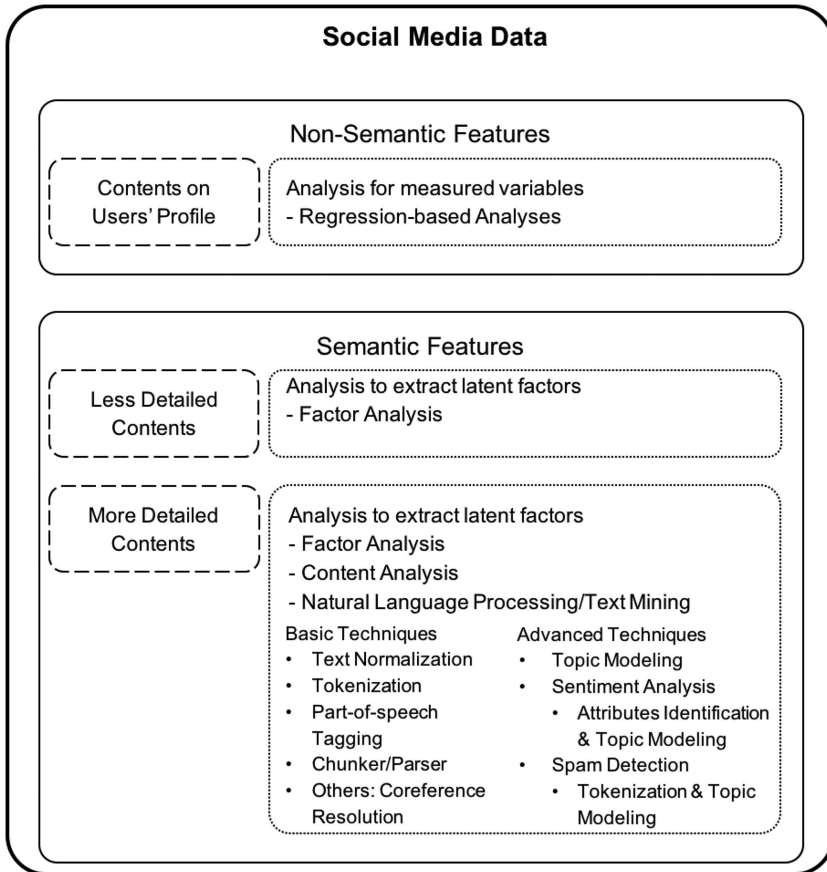 Social Media Data
Non-Semantic Features
Contents on
Users' Profile
Analysis for measured variables
- Regression-based Analyses
Semantic Features
Less Detailed
Contents
Analysis to extract latent factors
- Factor Analysis
More Detailed
Contents
Analysis to extract latent factors
- Factor Analysis
- Content Analysis
- Natural Language Processing/Text Mining
Basic Techniques
• Text Normalization
• Tokenization
• Part-of-speech
Tagging
• Chunker/Parser
• Others: Coreference
Resolution
Advanced Techniques
• Topic Modeling
• Sentiment Analysis
• Attributes Identification
& Topic Modeling
• Spam Detection
• Tokenization & Topic
Modeling